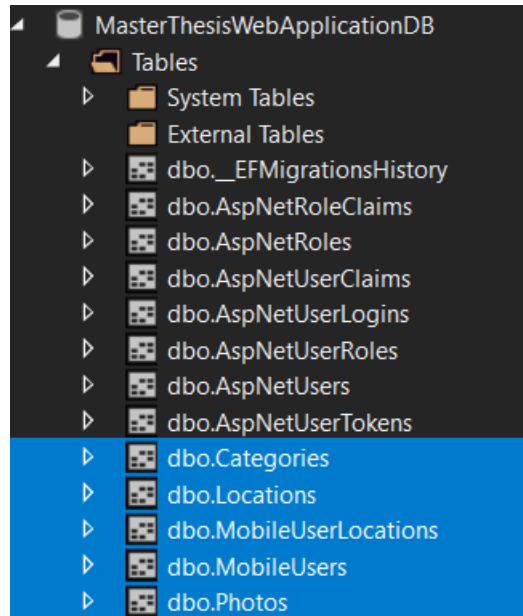 MasterThesisWebApplicationDB
Tables
System Tables
External Tables
dbo.__EFMigrationsHistory
dbo.AspNetRoleClaims
dbo.AspNetRoles
dbo.AspNetUserClaims
dbo.AspNetUserLogins
dbo.AspNetUserRoles
dbo.AspNetUsers
dbo.AspNetUserTokens
dbo.Categories
dbo.Locations
dbo.MobileUserLocations
dbo.MobileUsers
dbo.Photos